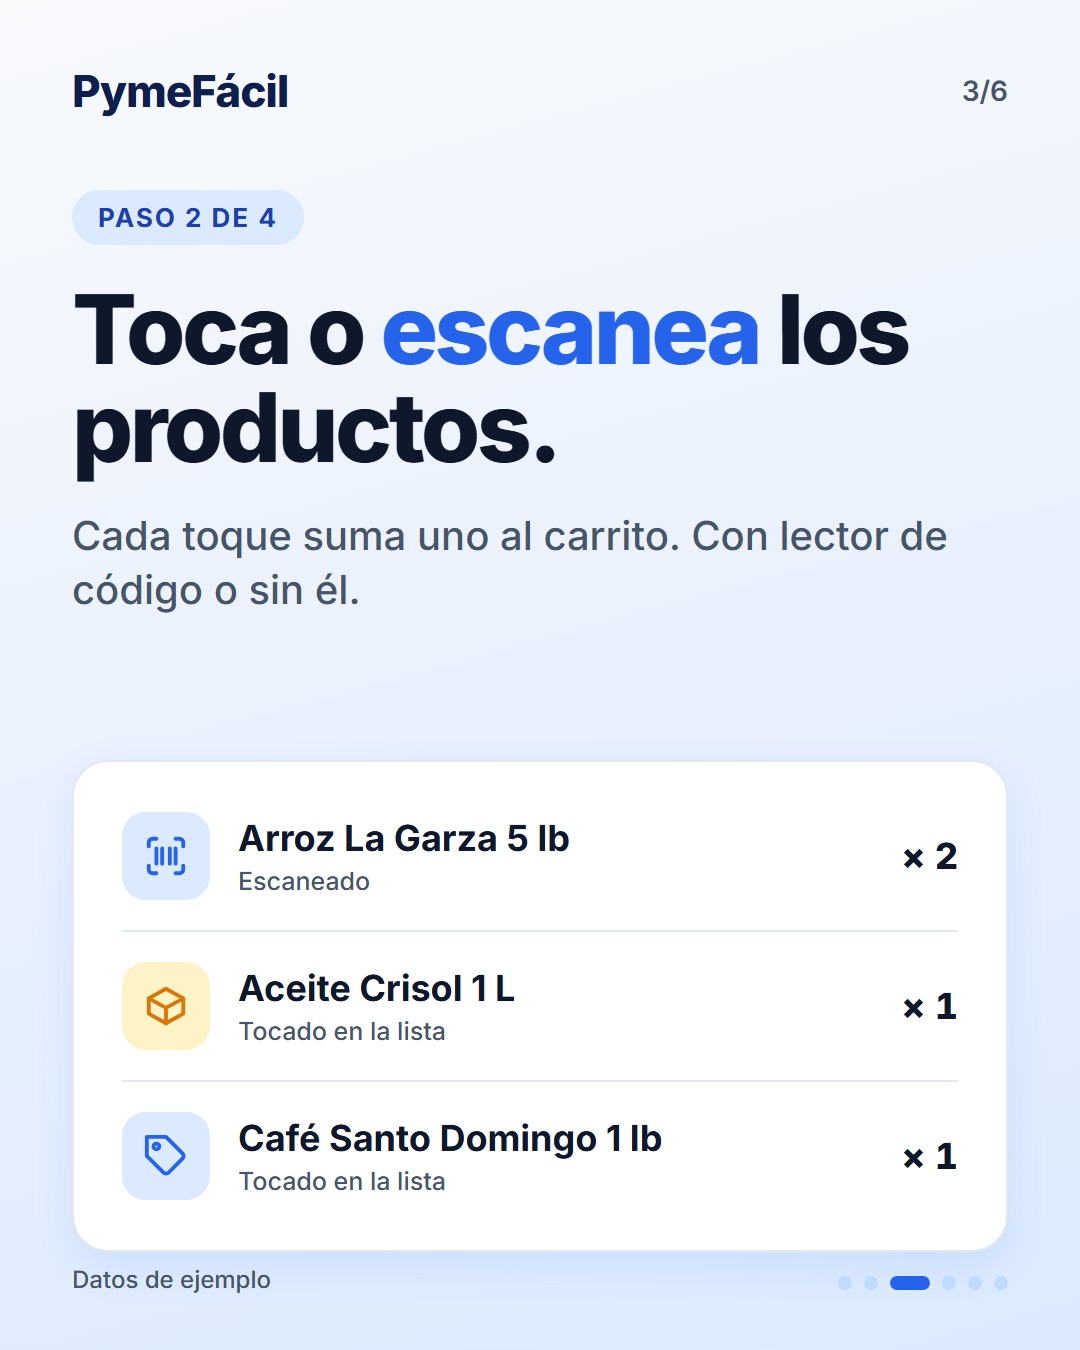 PymeFácil
3/6
PASO 2 DE 4
Toca o escanea los
productos.
Cada toque suma uno al carrito. Con lector de
código o sin él.
Arroz La Garza 5 lb
Escaneado
× 2
Aceite Crisol 1 L
Tocado en la lista
× 1
Café Santo Domingo 1 lb
Tocado en la lista
× 1
Datos de ejemplo